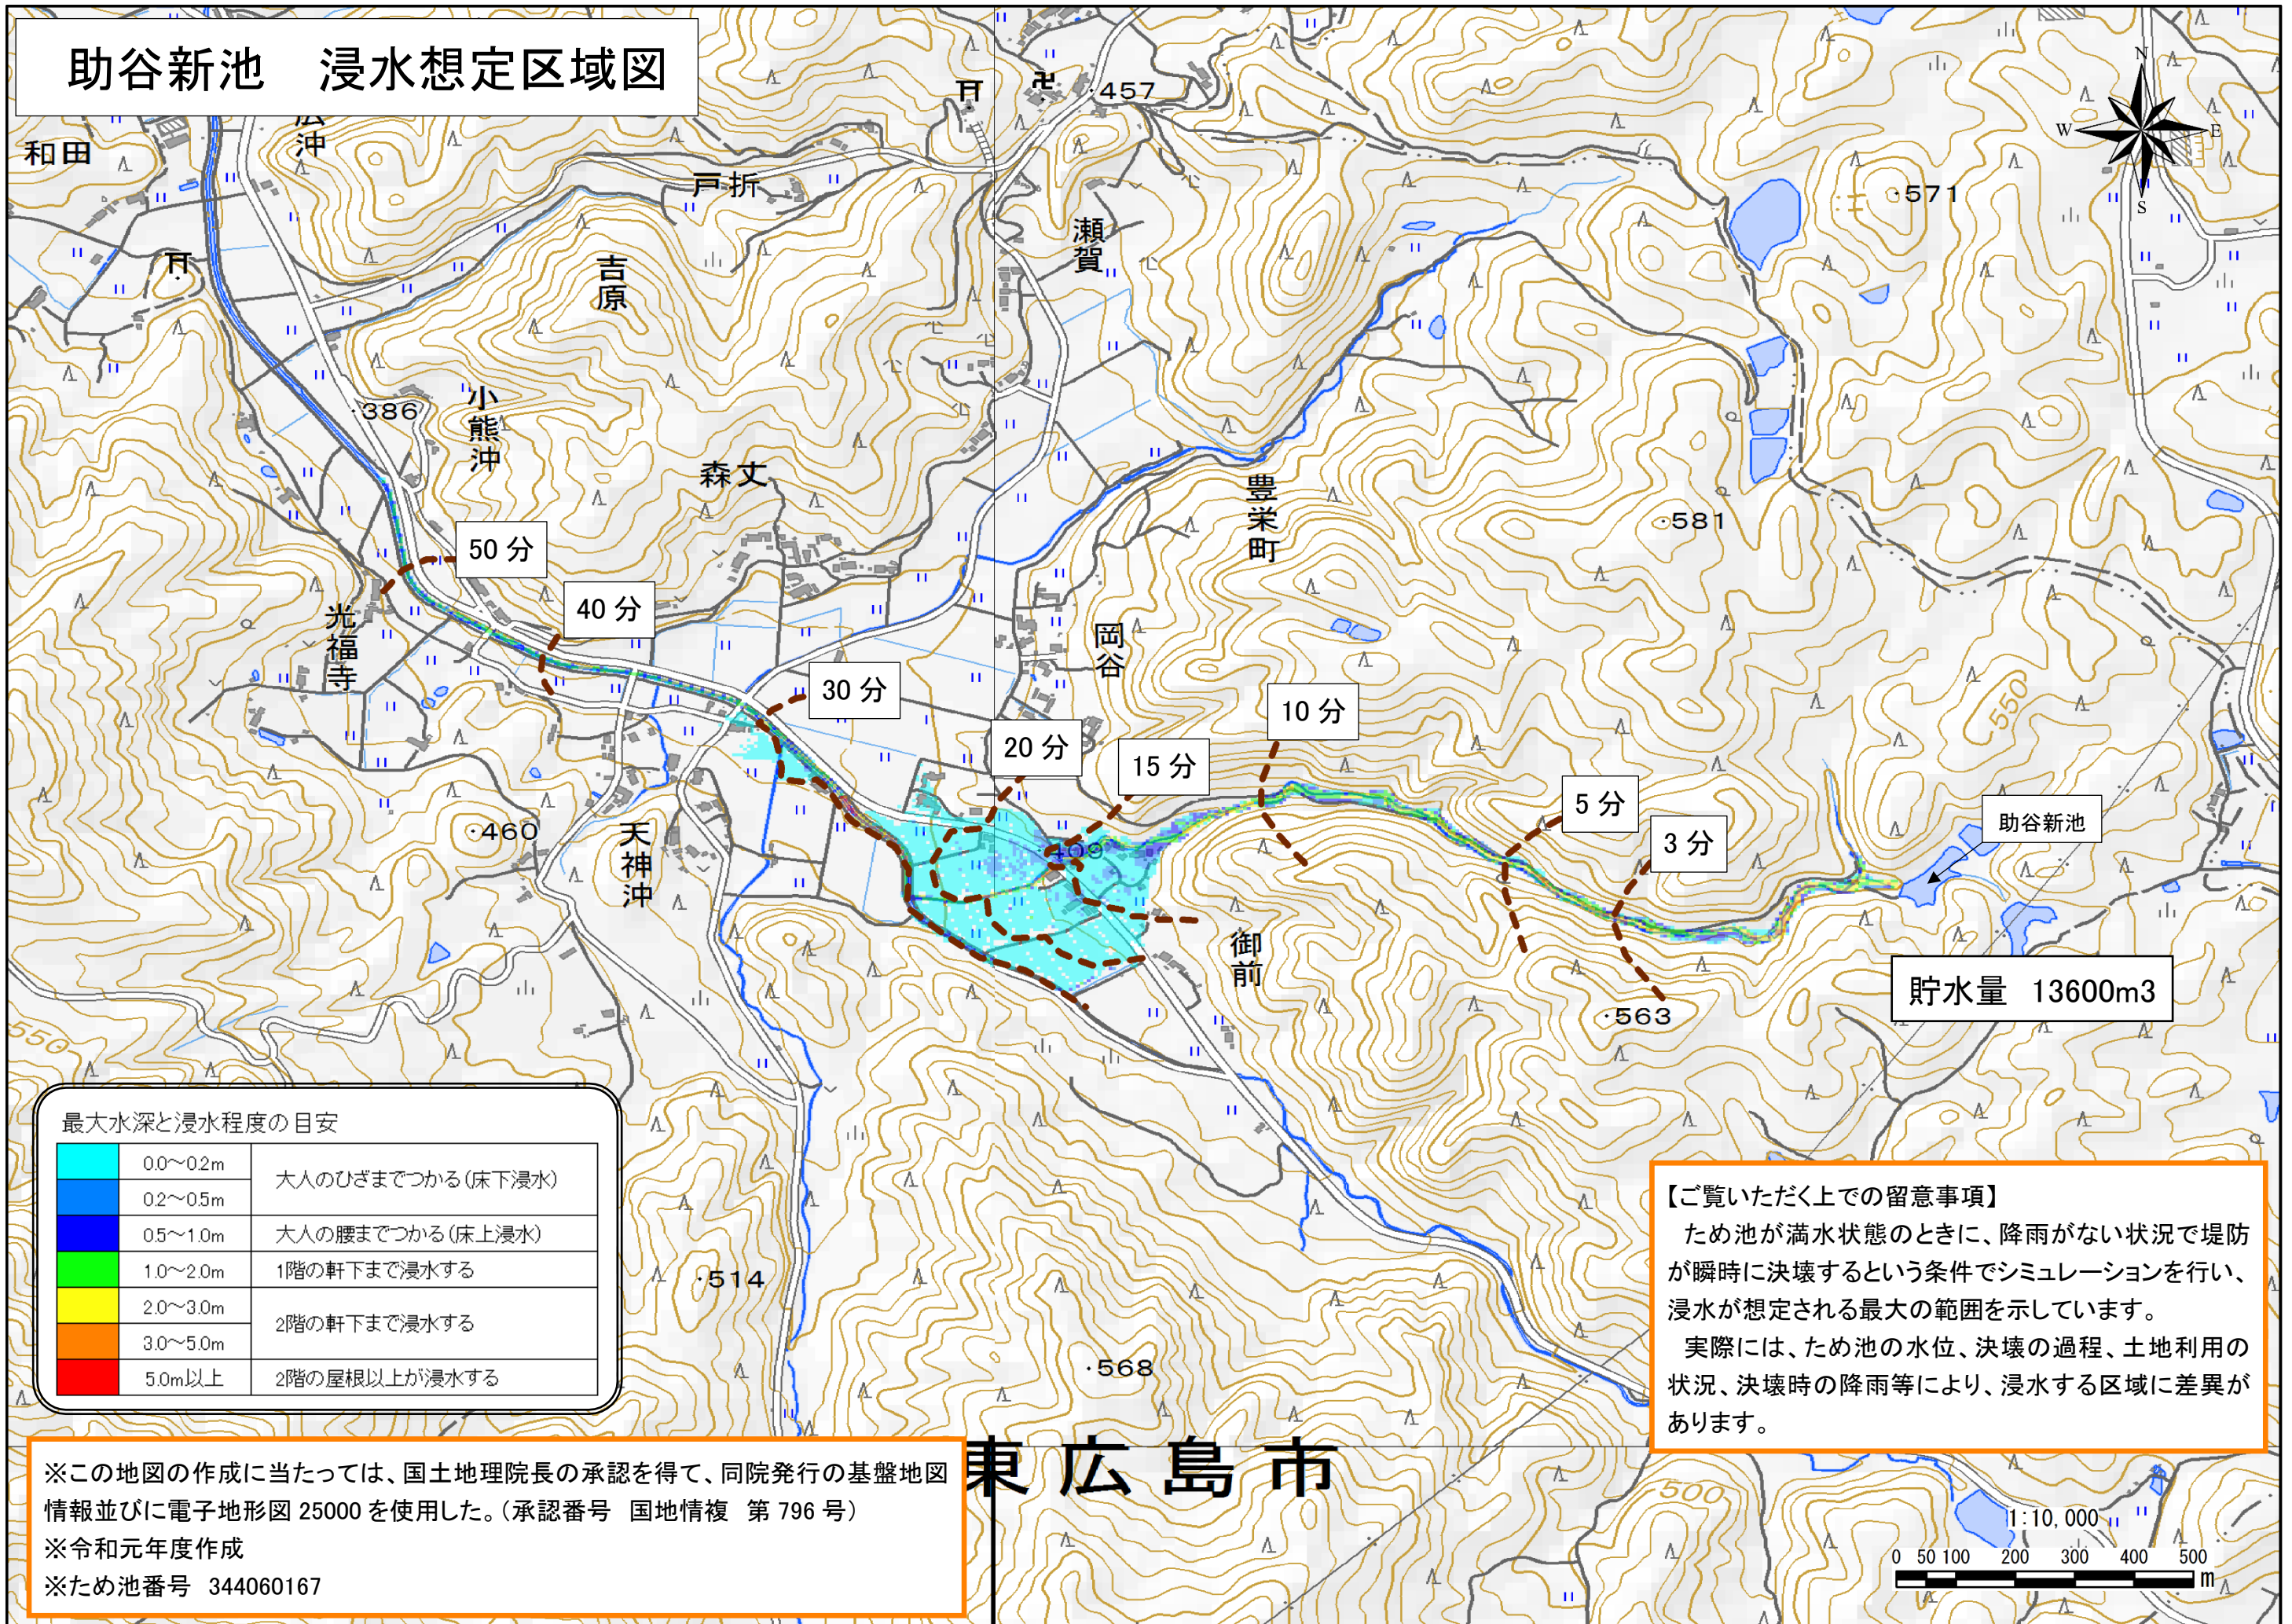 助谷新池　浸水想定区域図
和田
広沖
戸折
457
瀬賀
吉原
571
N
W
E
S
386
小熊沖
森丈
豊栄町
581
50 分
40 分
光福寺
岡谷
30 分
20 分
15 分
10 分
5 分
3 分
助谷新池
550
460
天神沖
409
御前
563
貯水量　13600m3
550
最大水深と浸水程度の目安
0.0～0.2m
大人のひざまでつかる(床下浸水)
0.2～0.5m
0.5～1.0m　大人の腰までつかる(床上浸水)
1.0～2.0m　1階の軒下まで浸水する
2.0～3.0m
2階の軒下まで浸水する
3.0～5.0m
5.0m以上　2階の屋根以上が浸水する
514
568
【ご覧いただく上での留意事項】
ため池が満水状態のときに、降雨がない状況で堤防
が瞬時に決壊するという条件でシミュレーションを行い、
浸水が想定される最大の範囲を示しています。
実際には、ため池の水位、決壊の過程、土地利用の
状況、決壊時の降雨等により、浸水する区域に差異が
あります。
東広島市
※この地図の作成に当たっては、国土地理院長の承認を得て、同院発行の基盤地図
情報並びに電子地形図 25000 を使用した。（承認番号　国地情複　第 796 号）
※令和元年度作成
※ため池番号　344060167
500
1:10,000
0 50 100 200 300 400 500
m